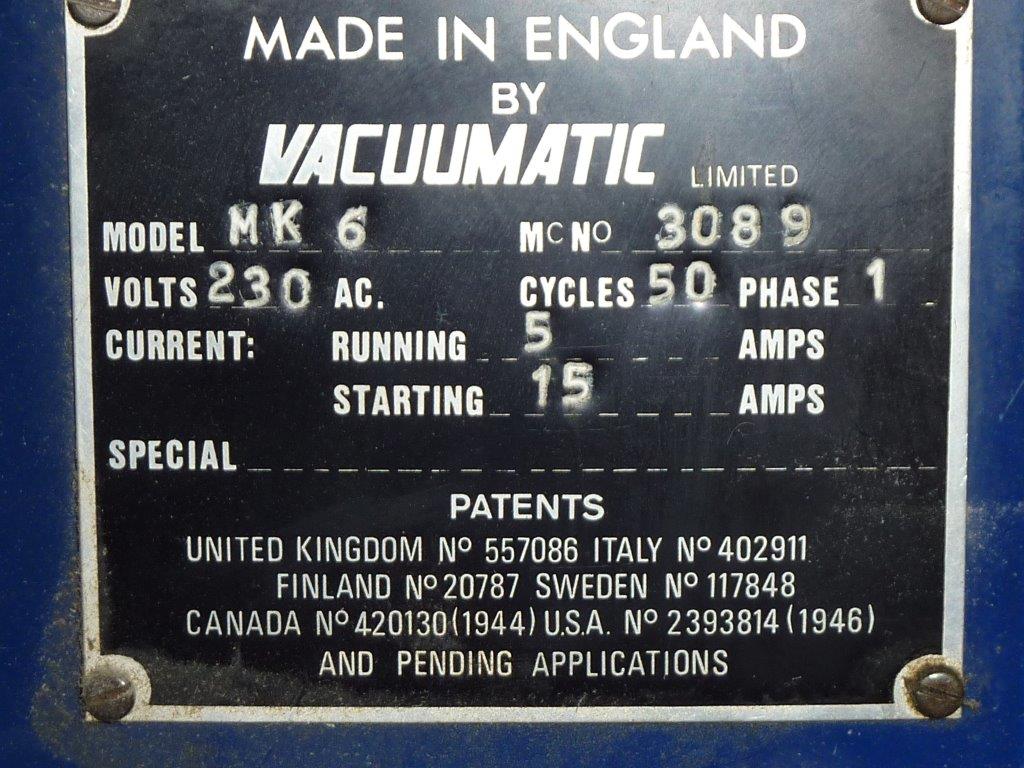 MADE IN ENGLAND
BY
VACUUMATIC LIMITED
MODEL MK 6 Mc No 3089
VOLTS 230 AC. CYCLES 50 PHASE 1
CURRENT: RUNNING 5 AMPS
STARTING 15 AMPS
SPECIAL
PATENTS
UNITED KINGDOM No 557086 ITALY No 402911
FINLAND No 20787 SWEDEN No 117848
CANADA No 420130 (1944) U.S.A. No 2393814 (1946)
AND PENDING APPLICATIONS